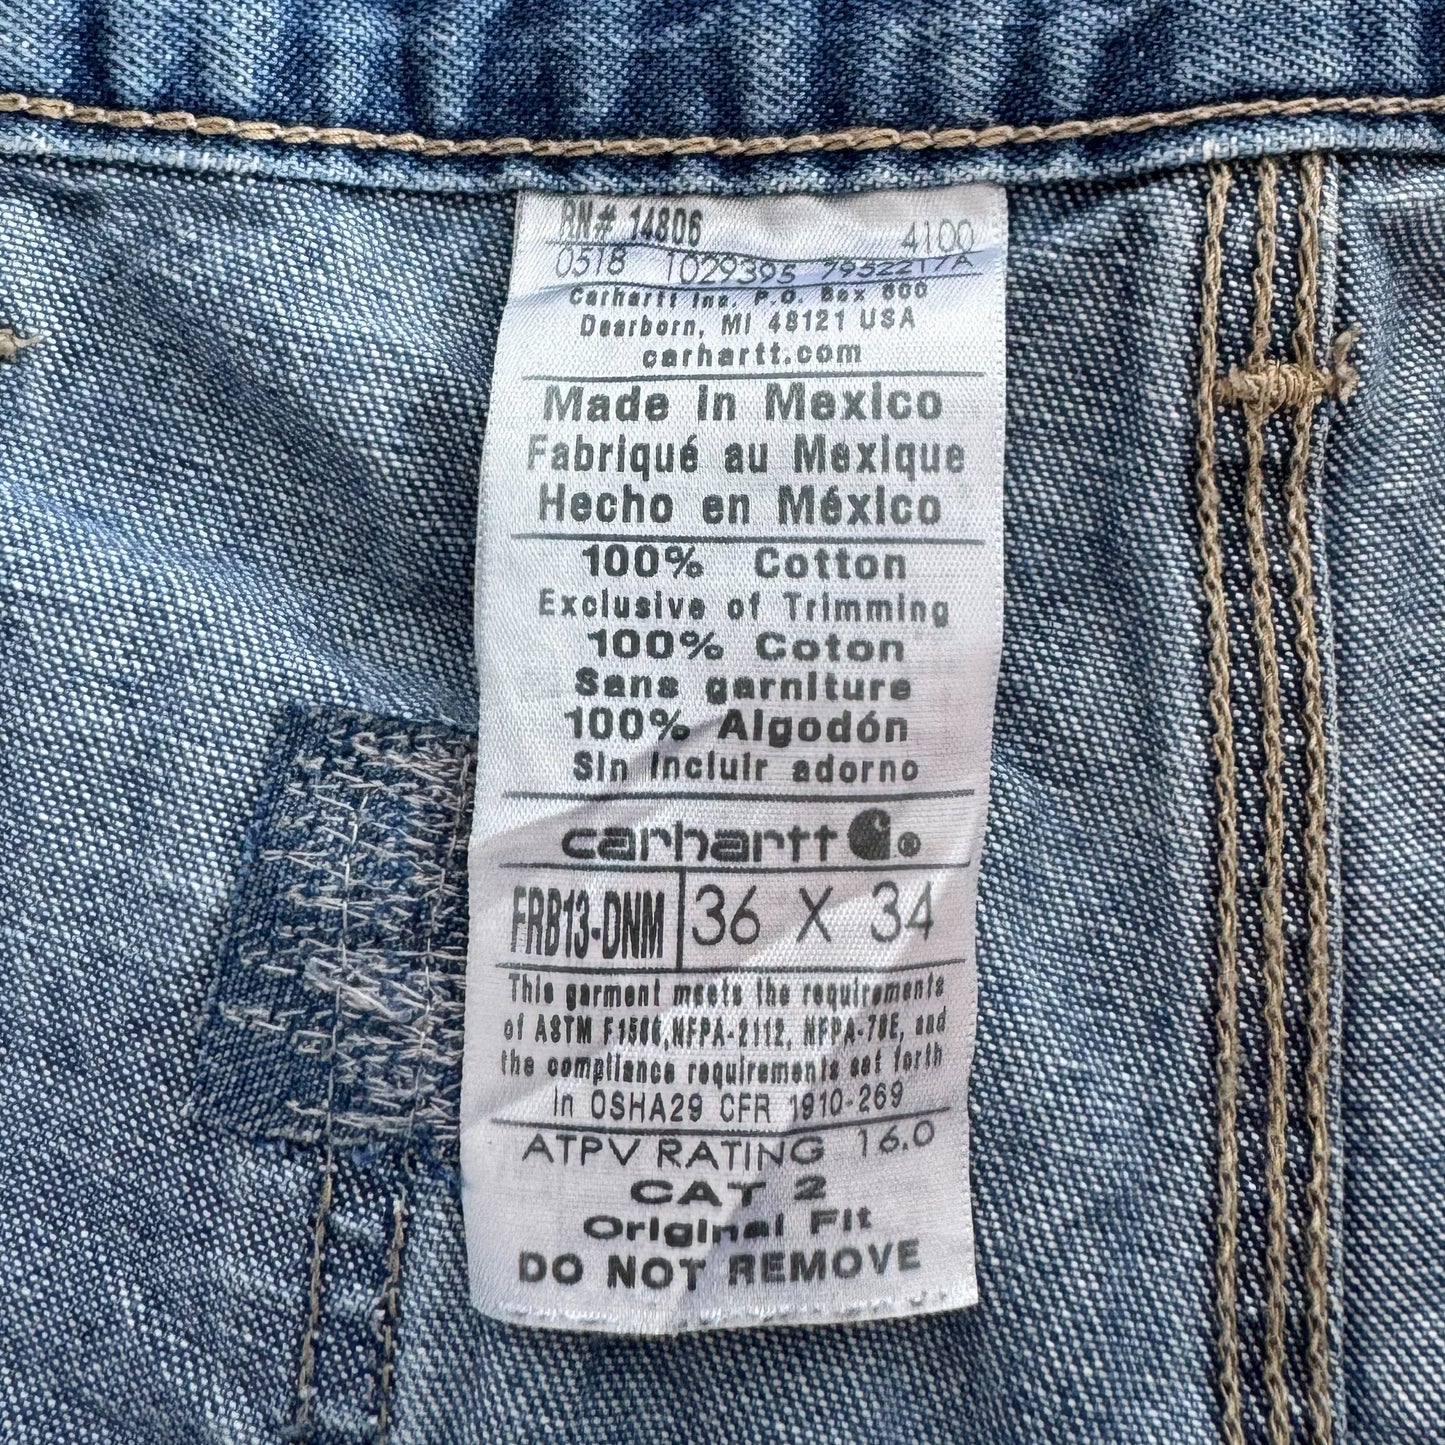 RN# 14806 4100
0518 1029395 7952217A
Carhartt Inc. P.O. Box 600
Dearborn, MI 48121 USA
carhartt.com
Made in Mexico
Fabriqué au Mexique
Hecho en México
100% Cotton
Exclusive of Trimming
100% Coton
Sans garniture
100% Algodón
Sin incluir adorno
carhartt ®
FRB13-DNM 36 X 34
This garment meets the requirements
of ASTM F1506, NFPA-2112, NFPA-70E, and
the compliance requirements set forth
in OSHA29 CFR 1910-269
ATPV RATING 16.0
CAT 2
Original Fit
DO NOT REMOVE